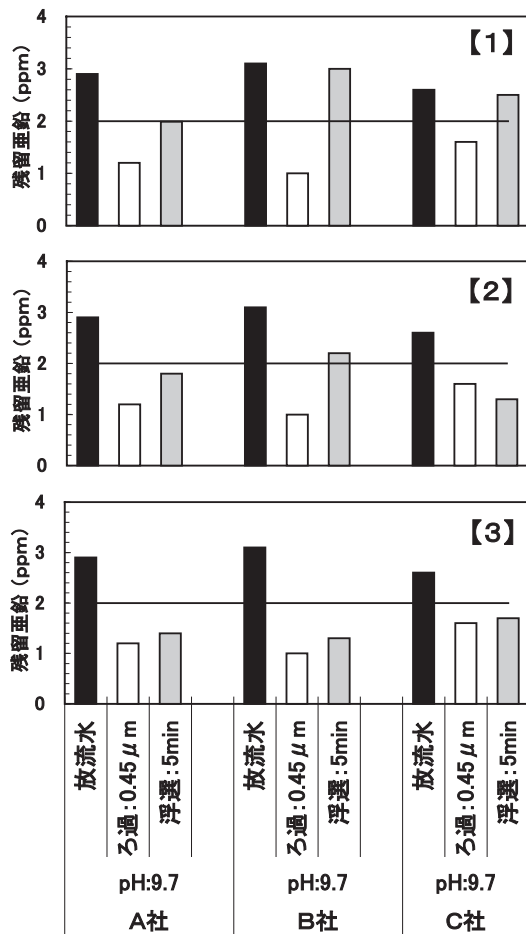 4
3
2
1
0
残留亜鉛(ppm)
【1】
4
3
2
1
0
残留亜鉛(ppm)
【2】
4
3
2
1
0
残留亜鉛(ppm)
【3】
放流水
ろ過:0.45μm
浮選:5min
放流水
ろ過:0.45μm
浮選:5min
放流水
ろ過:0.45μm
浮選:5min
pH:9.7
pH:9.7
pH:9.7
A社
B社
C社